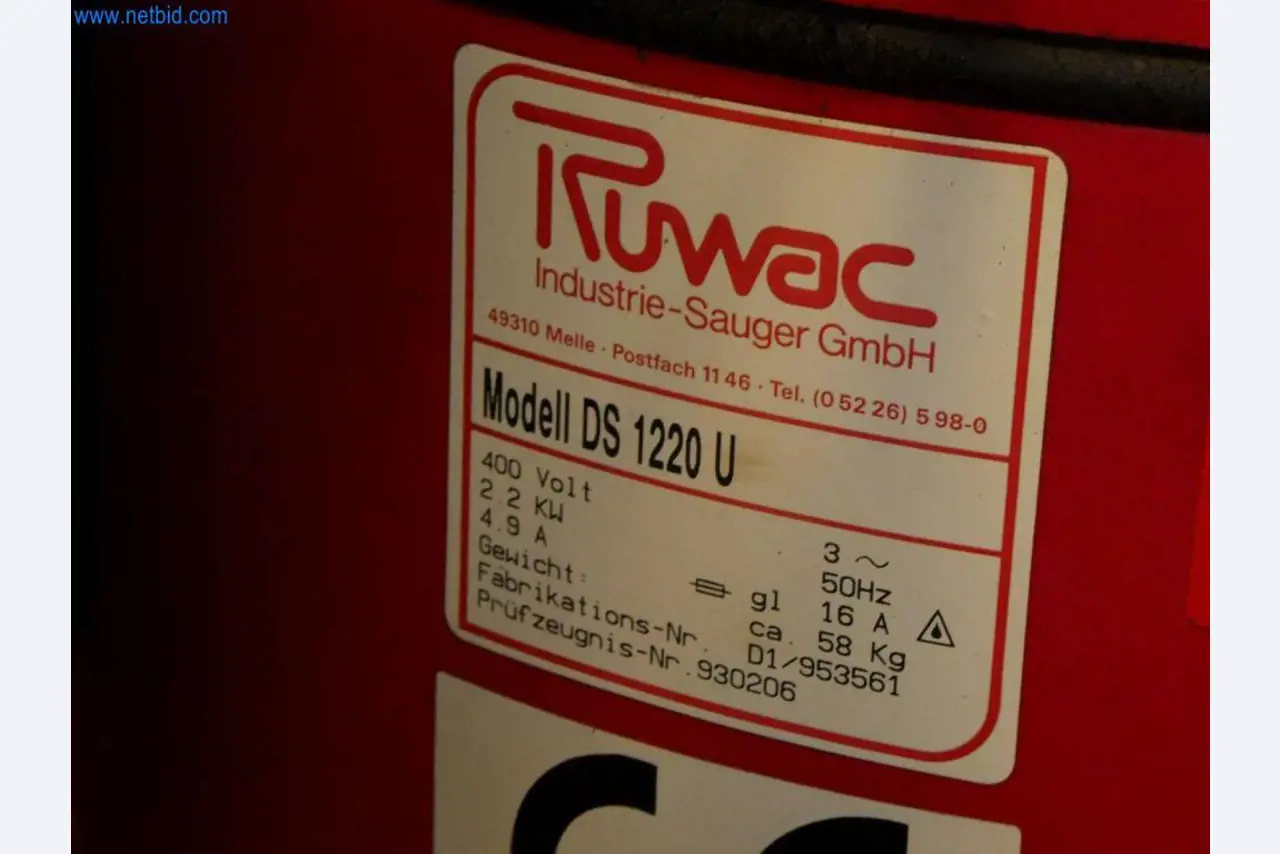 www.netbid.com
Ruwac
Industrie-Sauger GmbH
49310 Melle · Postfach 11 46 · Tel. (0 52 26) 5 98-0
Modell DS 1220 U
400 Volt 3 ~
2.2 KW 50Hz
4.9 A gl 16 A
Gewicht: ca. 58 Kg
Fabrikations-Nr. D1/953561
Prüfzeugnis-Nr.930206
CE